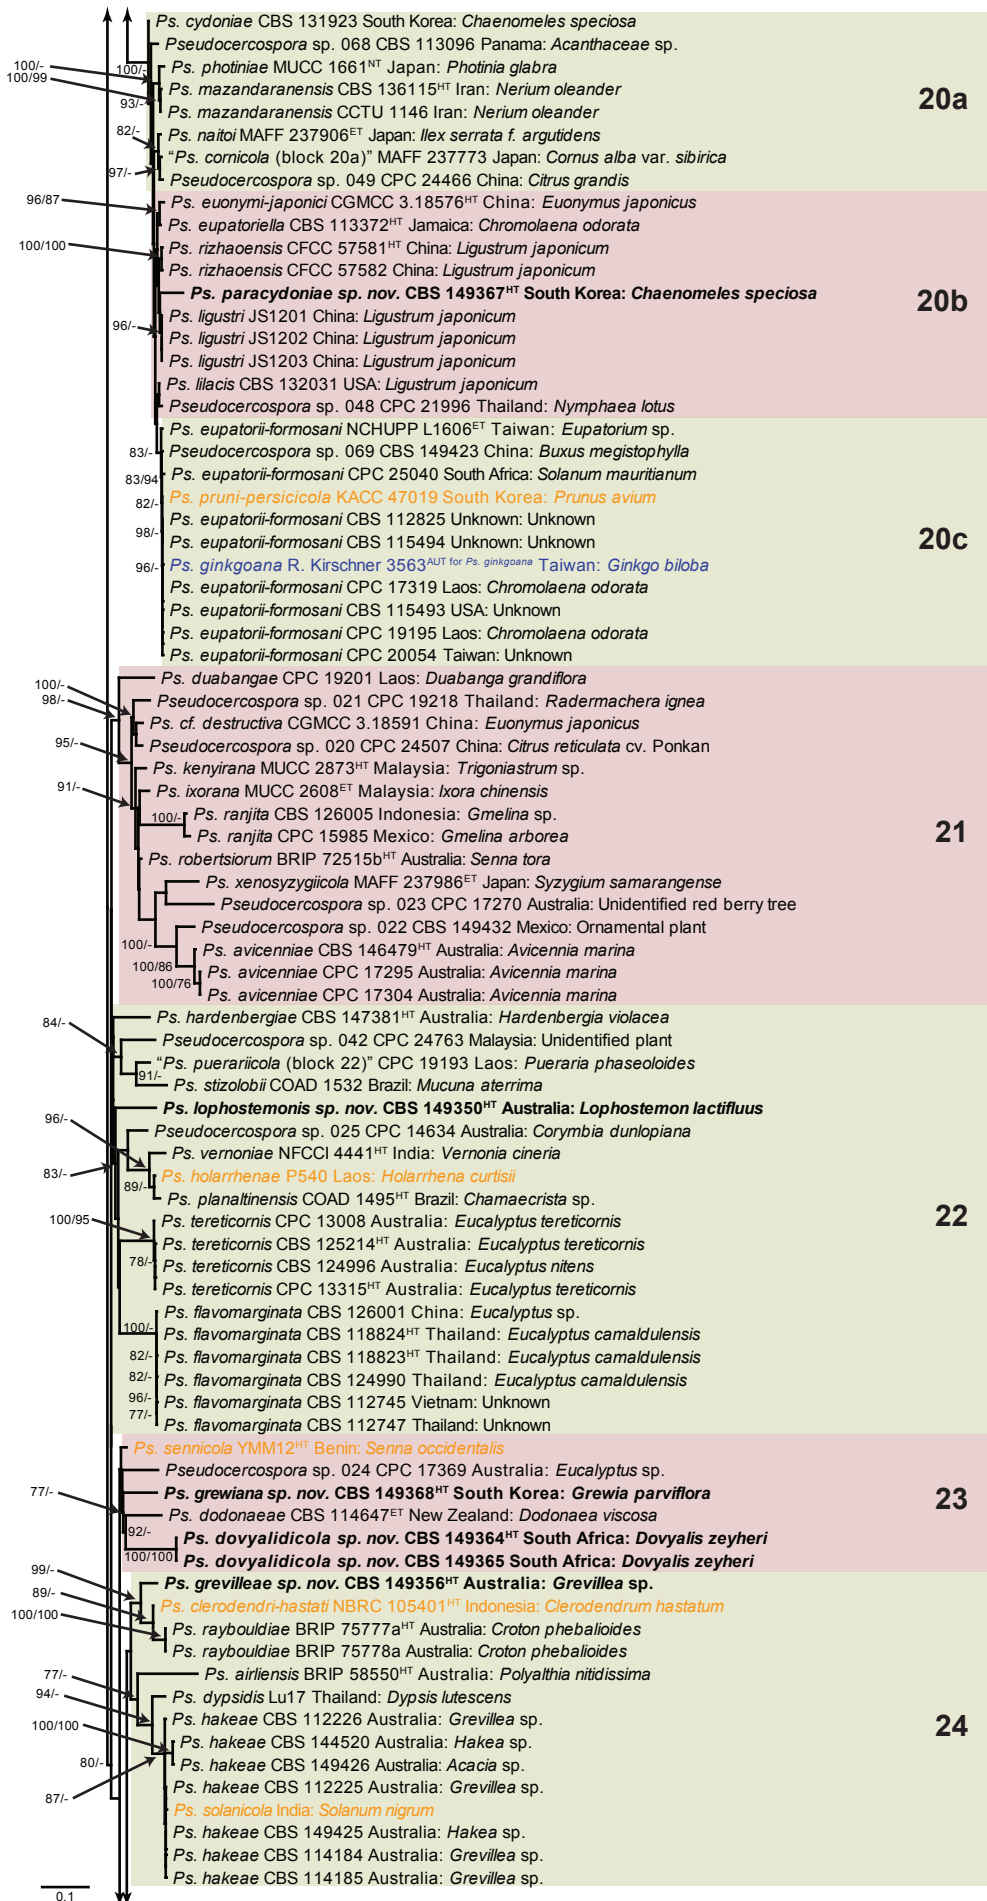 Ps. cydoniae CBS 131923 South Korea: Chaenomeles speciosa
Pseudocercospora sp. 068 CBS 113096 Panama: Acanthaceae sp.
100/-
100/-
Ps. photiniae MUCC 1661NT Japan: Photinia glabra
100/99
Ps. mazandaranensis CBS 136115HT Iran: Nerium oleander
20a
93/-
Ps. mazandaranensis CCTU 1146 Iran: Nerium oleander
82/-
Ps. naitoi MAFF 237906ET Japan: Ilex serrata f. argutidens
“Ps. cornicola (block 20a)” MAFF 237773 Japan: Cornus alba var. sibirica
97/-
Pseudocercospora sp. 049 CPC 24466 China: Citrus grandis
96/87
Ps. euonymi-japonici CGMCC 3.18576HT China: Euonymus japonicus
Ps. eupatoriella CBS 113372HT Jamaica: Chromolaena odorata
100/100
Ps. rizhaoensis CFCC 57581HT China: Ligustrum japonicum
Ps. rizhaoensis CFCC 57582 China: Ligustrum japonicum
Ps. paracydoniae sp. nov. CBS 149367HT South Korea: Chaenomeles speciosa
20b
Ps. ligustri JS1201 China: Ligustrum japonicum
96/-
Ps. ligustri JS1202 China: Ligustrum japonicum
Ps. ligustri JS1203 China: Ligustrum japonicum
Ps. lilacis CBS 132031 USA: Ligustrum japonicum
Pseudocercospora sp. 048 CPC 21996 Thailand: Nymphaea lotus
Ps. eupatorii-formosani NCHUPP L1606ET Taiwan: Eupatorium sp.
83/-
Pseudocercospora sp. 069 CBS 149423 China: Buxus megistophylla
83/94
Ps. eupatorii-formosani CPC 25040 South Africa: Solanum mauritianum
82/-
Ps. pruni-persicicola KACC 47019 South Korea: Prunus avium
Ps. eupatorii-formosani CBS 112825 Unknown: Unknown
98/-
Ps. eupatorii-formosani CBS 115494 Unknown: Unknown
20c
96/-
Ps. ginkgoana R. Kirschner 3563AUT for Ps. ginkgoana Taiwan: Ginkgo biloba
Ps. eupatorii-formosani CPC 17319 Laos: Chromolaena odorata
Ps. eupatorii-formosani CBS 115493 USA: Unknown
Ps. eupatorii-formosani CPC 19195 Laos: Chromolaena odorata
Ps. eupatorii-formosani CPC 20054 Taiwan: Unknown
100/-
Ps. duabangae CPC 19201 Laos: Duabanga grandiflora
98/-
Pseudocercospora sp. 021 CPC 19218 Thailand: Radermachera ignea
Ps. cf. destructiva CGMCC 3.18591 China: Euonymus japonicus
95/-
Pseudocercospora sp. 020 CPC 24507 China: Citrus reticulata cv. Ponkan
Ps. kenyirana MUCC 2873HT Malaysia: Trigoniastrum sp.
91/-
Ps. ixorana MUCC 2608ET Malaysia: Ixora chinensis
100/-
Ps. ranjita CBS 126005 Indonesia: Gmelina sp.
Ps. ranjita CPC 15985 Mexico: Gmelina arborea
21
Ps. robertsiorum BRIP 72515bHT Australia: Senna tora
Ps. xenosyzygiicola MAFF 237986ET Japan: Syzygium samarangense
Pseudocercospora sp. 023 CPC 17270 Australia: Unidentified red berry tree
Pseudocercospora sp. 022 CBS 149432 Mexico: Ornamental plant
100/-
Ps. avicenniae CBS 146479HT Australia: Avicennia marina
100/86
Ps. avicenniae CPC 17295 Australia: Avicennia marina
100/76
Ps. avicenniae CPC 17304 Australia: Avicennia marina
84/-
Ps. hardenbergiae CBS 147381HT Australia: Hardenbergia violacea
Pseudocercospora sp. 042 CPC 24763 Malaysia: Unidentified plant
“Ps. puerariicola (block 22)” CPC 19193 Laos: Pueraria phaseoloides
91/-
Ps. stizolobii COAD 1532 Brazil: Mucuna aterrima
Ps. lophostemonis sp. nov. CBS 149350HT Australia: Lophostemon lactifluus
96/-
Pseudocercospora sp. 025 CPC 14634 Australia: Corymbia dunlopiana
Ps. vernoniae NFCCI 4441HT India: Vernonia cineria
83/-
Ps. holarrhenae P540 Laos: Holarrhena curtisii
89/-
Ps. planaltinensis COAD 1495HT Brazil: Chamaecrista sp.
100/95
Ps. tereticornis CPC 13008 Australia: Eucalyptus tereticornis
22
Ps. tereticornis CBS 125214HT Australia: Eucalyptus tereticornis
78/-
Ps. tereticornis CBS 124996 Australia: Eucalyptus nitens
Ps. tereticornis CPC 13315HT Australia: Eucalyptus tereticornis
Ps. flavomarginata CBS 126001 China: Eucalyptus sp.
100/-
Ps. flavomarginata CBS 118824HT Thailand: Eucalyptus camaldulensis
82/-
Ps. flavomarginata CBS 118823HT Thailand: Eucalyptus camaldulensis
82/-
Ps. flavomarginata CBS 124990 Thailand: Eucalyptus camaldulensis
96/-
Ps. flavomarginata CBS 112745 Vietnam: Unknown
77/-
Ps. flavomarginata CBS 112747 Thailand: Unknown
Ps. sennicola YMM12HT Benin: Senna occidentalis
Pseudocercospora sp. 024 CPC 17369 Australia: Eucalyptus sp.
77/-
Ps. grewiana sp. nov. CBS 149368HT South Korea: Grewia parviflora
23
Ps. dodonaeae CBS 114647ET New Zealand: Dodonaea viscosa
92/-
Ps. dovyalidicola sp. nov. CBS 149364HT South Africa: Dovyalis zeyheri
100/100
Ps. dovyalidicola sp. nov. CBS 149365 South Africa: Dovyalis zeyheri
99/-
Ps. grevilleae sp. nov. CBS 149356HT Australia: Grevillea sp.
89/-
Ps. clerodendri-hastati NBRC 105401HT Indonesia: Clerodendrum hastatum
100/100
Ps. raybouldiae BRIP 75777aHT Australia: Croton phebalioides
Ps. raybouldiae BRIP 75778a Australia: Croton phebalioides
77/-
Ps. airliensis BRIP 58550HT Australia: Polyalthia nitidissima
94/-
Ps. dypsidis Lu17 Thailand: Dypsis lutescens
100/100
Ps. hakeae CBS 112226 Australia: Grevillea sp.
24
Ps. hakeae CBS 144520 Australia: Hakea sp.
80/-
Ps. hakeae CBS 149426 Australia: Acacia sp.
87/-
Ps. hakeae CBS 112225 Australia: Grevillea sp.
Ps. solanicola India: Solanum nigrum
Ps. hakeae CBS 149425 Australia: Hakea sp.
Ps. hakeae CBS 114184 Australia: Grevillea sp.
Ps. hakeae CBS 114185 Australia: Grevillea sp.
0.1